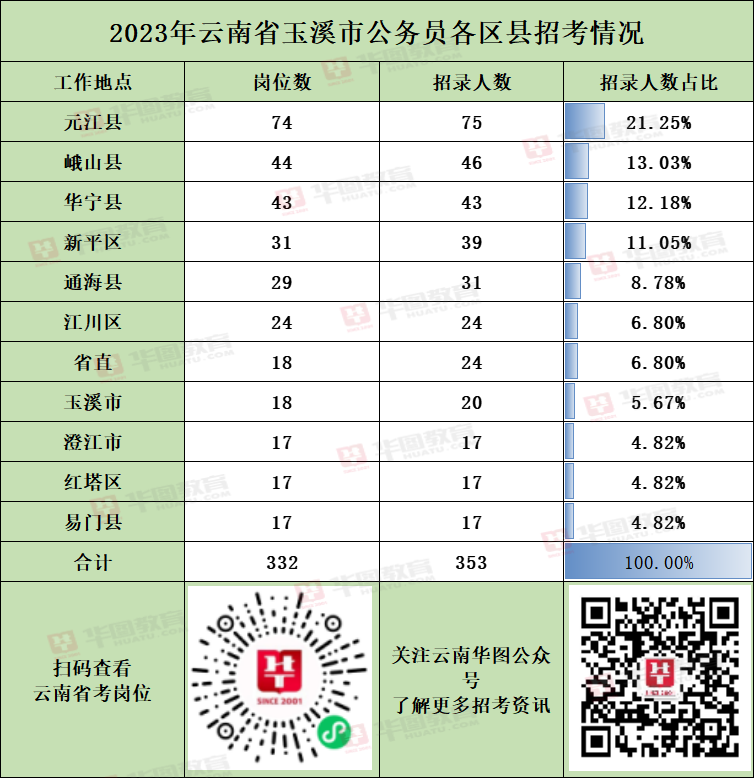 2023年云南省玉溪市公务员各区县招考情况
工作地点 岗位数 招录人数 招录人数占比
元江县 74 75 21.25%
峨山县 44 46 13.03%
华宁县 43 43 12.18%
新平区 31 39 11.05%
通海县 29 31 8.78%
江川区 24 24 6.80%
省直 18 24 6.80%
玉溪市 18 20 5.67%
澄江市 17 17 4.82%
红塔区 17 17 4.82%
易门县 17 17 4.82%
合计 332 353 100.00%
扫码查看
云南省考岗位
SINCE 2001
关注云南华图公众
号
了解更多招考资讯
华图教育
HUATU.COM